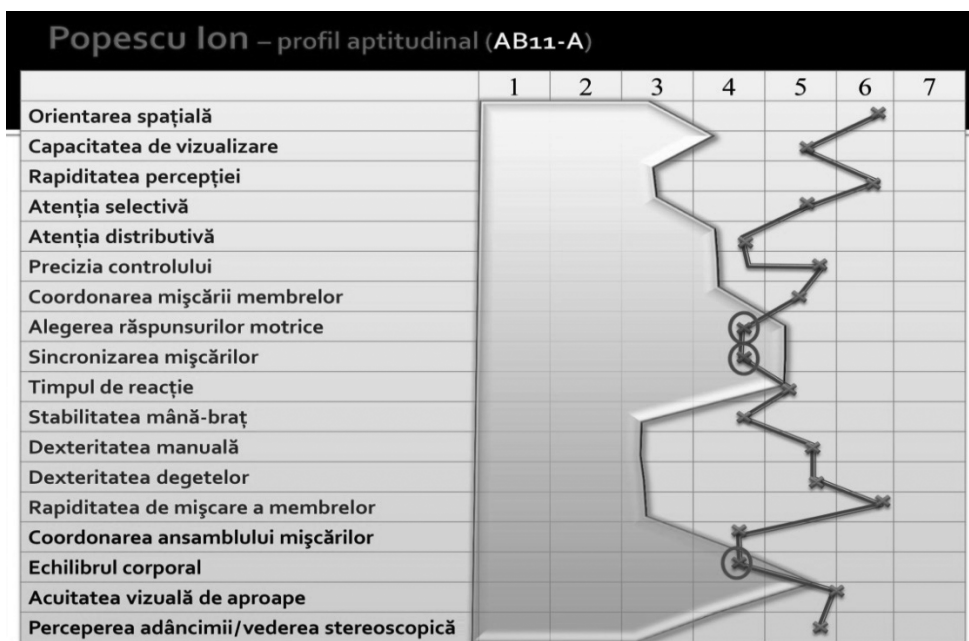 Popescu Ion – profil aptitudinal (AB11-A)
1 2 3 4 5 6 7
Orientarea spațială
Capacitatea de vizualizare
Rapiditatea percepției
Atenția selectivă
Atenția distributivă
Precizia controlului
Coordonarea mişcării membrelor
Alegerea răspunsurilor motrice
Sincronizarea mişcărilor
Timpul de reacție
Stabilitatea mână-braț
Dexteritatea manuală
Dexteritatea degetelor
Rapiditatea de mişcare a membrelor
Coordonarea ansamblului mişcărilor
Echilibrul corporal
Acuitatea vizuală de aproape
Perceperea adâncimii/vederea stereoscopică